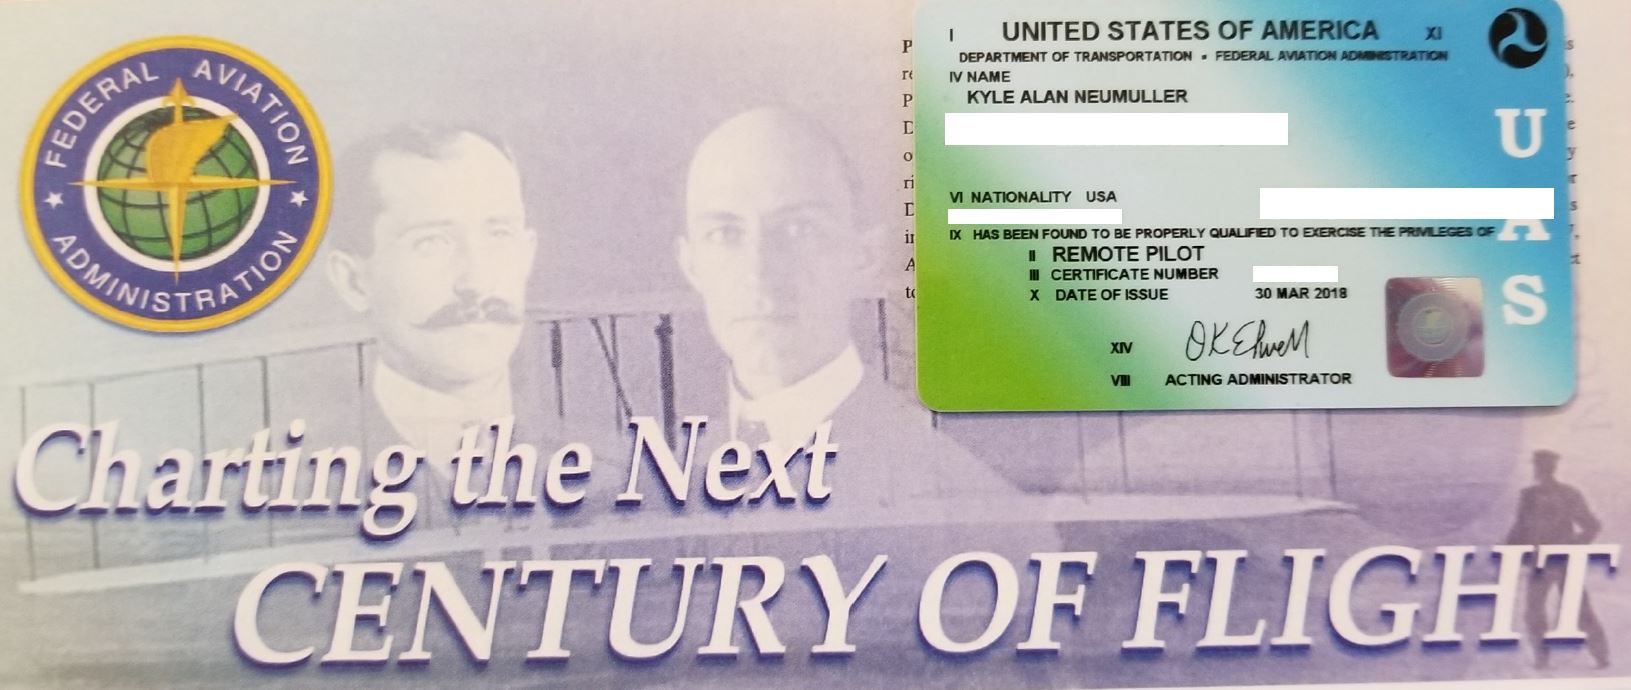 FEDERAL AVIATION
ADMINISTRATION
Charting the Next
CENTURY OF FLIGHT
I UNITED STATES OF AMERICA XI
DEPARTMENT OF TRANSPORTATION • FEDERAL AVIATION ADMINISTRATION
IV NAME
KYLE ALAN NEUMULLER
VI NATIONALITY USA
IX HAS BEEN FOUND TO BE PROPERLY QUALIFIED TO EXERCISE THE PRIVILEGES OF
II REMOTE PILOT
III CERTIFICATE NUMBER
X DATE OF ISSUE 30 MAR 2018
XIV
VIII ACTING ADMINISTRATOR
UAS